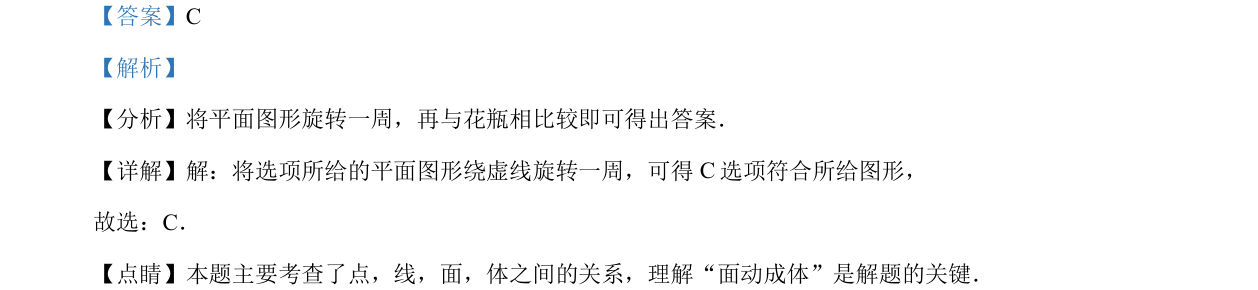 【答案】C
【解析】
【分析】将平面图形旋转一周，再与花瓶相比较即可得出答案．
【详解】解：将选项所给的平面图形绕虚线旋转一周，可得 C 选项符合所给图形，
故选：C．
【点睛】本题主要考查了点，线，面，体之间的关系，理解“面动成体”是解题的关键．